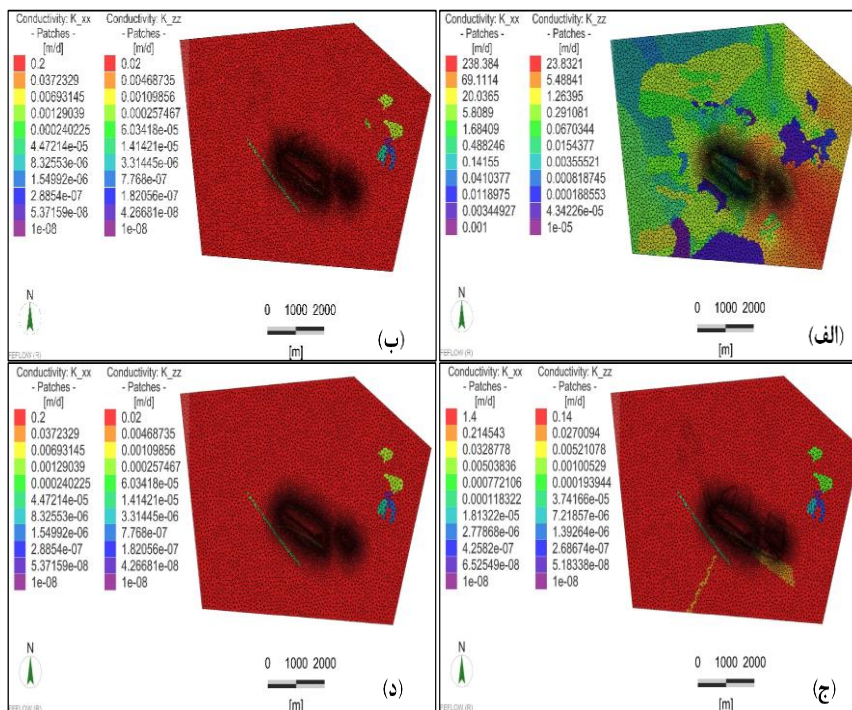 Conductivity: K_xx Conductivity: K_zz
- Patches - - Patches -
[m/d] [m/d]
0.2 0.02
0.0372329 0.00468735
0.00693145 0.00109856
0.00129039 0.000257467
0.000240225 6.03418e-05
4.47214e-05 1.41421e-05
8.32553e-06 3.31445e-06
1.54992e-06 7.768e-07
2.8854e-07 1.82056e-07
5.37159e-08 4.26681e-08
1e-08 1e-08
N
0 1000 2000
[m]
(ب)
FEFLOW (R)
Conductivity: K_xx Conductivity: K_zz
- Patches - - Patches -
[m/d] [m/d]
238.384 23.8321
69.1114 5.48841
20.0365 1.26395
5.8089 0.291081
1.68409 0.0670344
0.488246 0.0154377
0.14155 0.00355521
0.0410377 0.000818745
0.0118975 0.000188553
0.00344927 4.34226e-05
0.001 1e-05
N
0 1000 2000
[m]
(الف)
FEFLOW (R)
Conductivity: K_xx Conductivity: K_zz
- Patches - - Patches -
[m/d] [m/d]
0.2 0.02
0.0372329 0.00468735
0.00693145 0.00109856
0.00129039 0.000257467
0.000240225 6.03418e-05
4.47214e-05 1.41421e-05
8.32553e-06 3.31445e-06
1.54992e-06 7.768e-07
2.8854e-07 1.82056e-07
5.37159e-08 4.26681e-08
1e-08 1e-08
N
0 1000 2000
[m]
(د)
FEFLOW (R)
Conductivity: K_xx Conductivity: K_zz
- Patches - - Patches -
[m/d] [m/d]
1.4 0.14
0.214543 0.0270094
0.0328778 0.00521078
0.00503836 0.00100529
0.000772106 0.000193944
0.000118322 3.74166e-05
1.81322e-05 7.21857e-06
2.77868e-06 1.39264e-06
4.2582e-07 2.68674e-07
6.52549e-08 5.18338e-08
1e-08 1e-08
N
0 1000 2000
[m]
(ج)
FEFLOW (R)